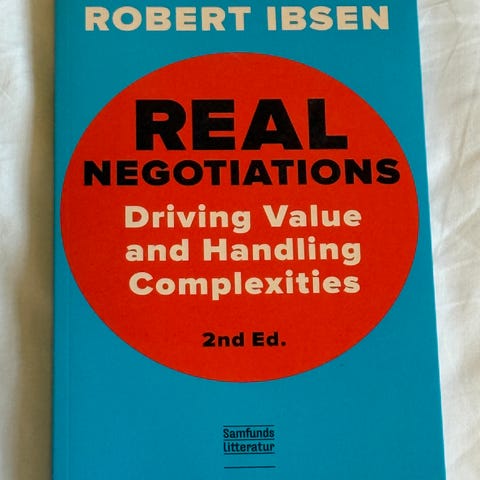 ROBERT IBSEN
REAL
NEGOTIATIONS
Driving Value
and Handling
Complexities
2nd Ed.
Samfunds
Litteratur